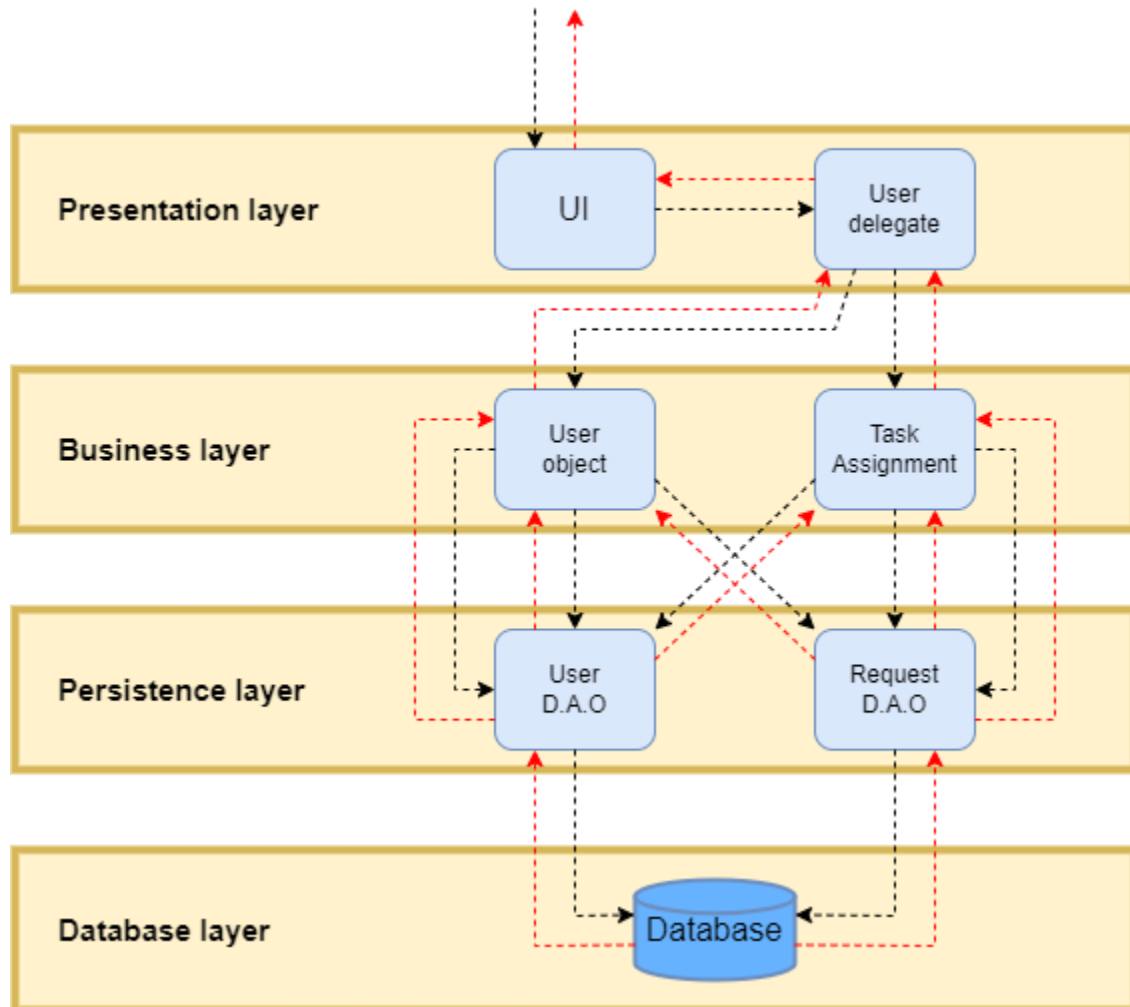 Presentation layer
UI
User
delegate
Business layer
User
object
Task
Assignment
Persistence layer
User
D.A.O
Request
D.A.O
Database layer
Database